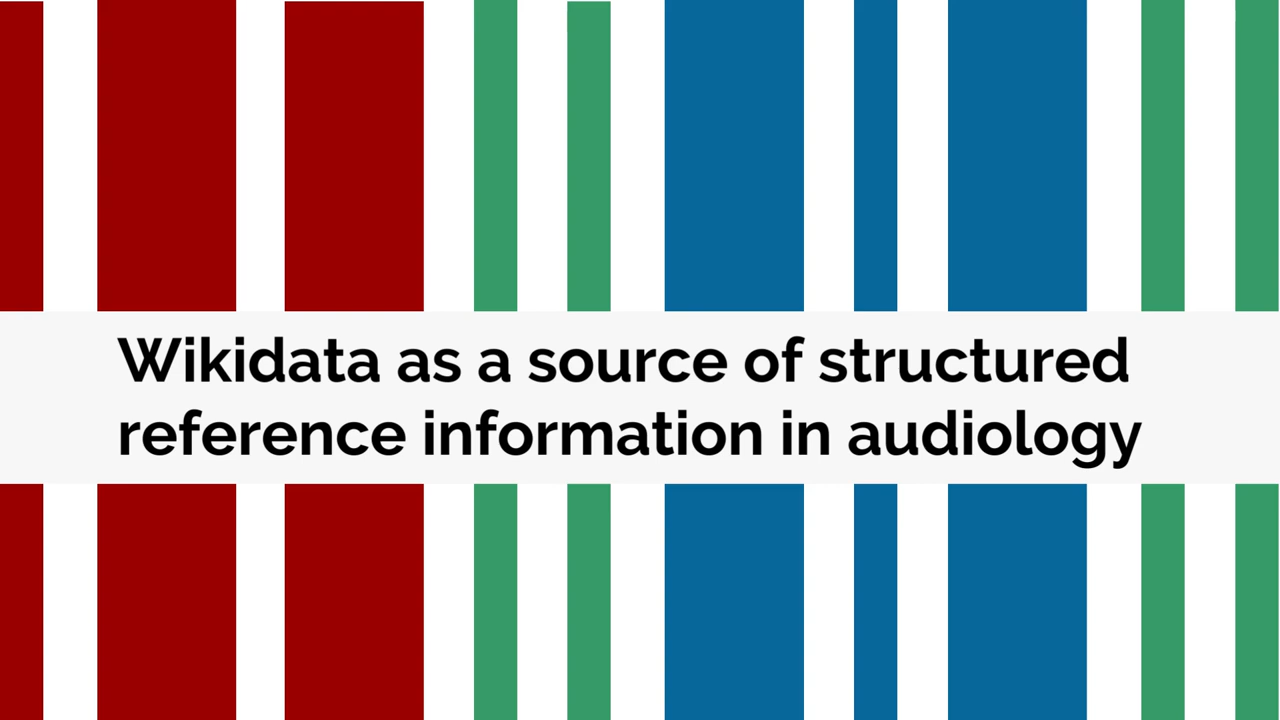 Wikidata as a source of structured
reference information in audiology